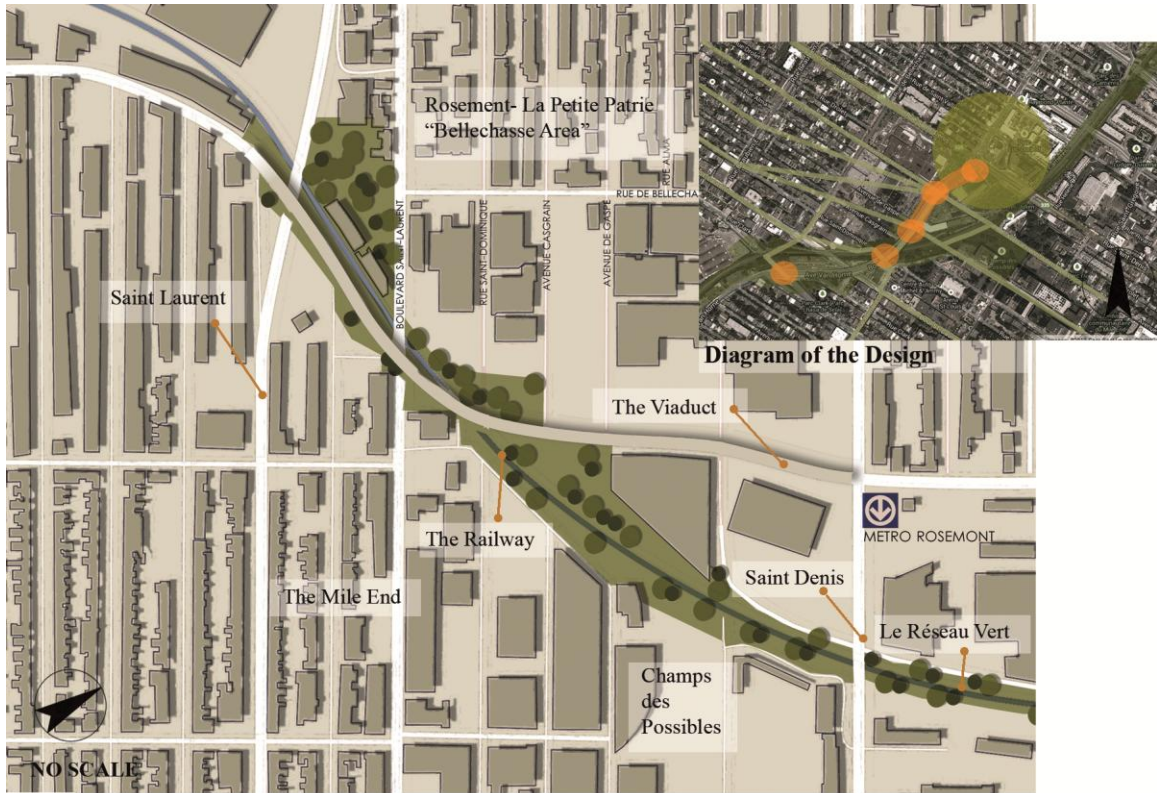 Rosement- La Petite Patrie
“Bellechasse Area”
RUE ALMA
RUE DE BELLECHA
BOULEVARD SAINT-LAURENT
RUE SAINT-DOMINIQUE
AVENUE CASGRAIN
AVENUE DE GASPE
Saint Laurent
Diagram of the Design
The Viaduct
The Railway
METRO ROSEMONT
Saint Denis
The Mile End
Le Réseau Vert
Champs
des
Possibles
NO SCALE